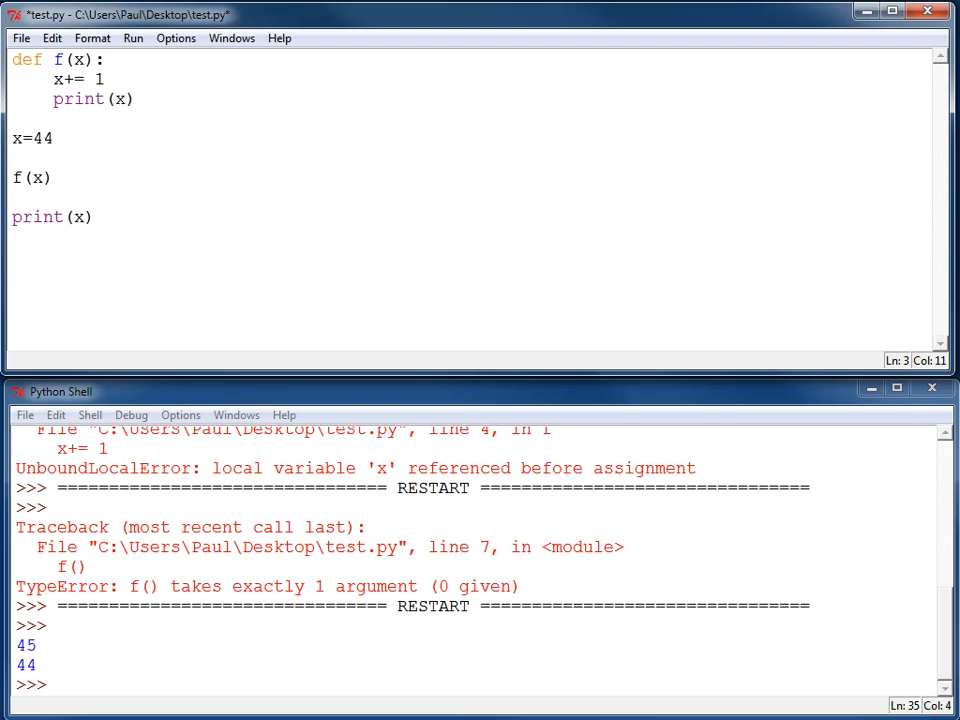 *test.py - C:\Users\Paul\Desktop\test.py*
File Edit Format Run Options Windows Help
def f(x):
    x+= 1
    print(x)
x=44
f(x)
print(x)
Ln: 3 Col: 11
Python Shell
File Edit Shell Debug Options Windows Help
  File "C:\Users\Paul\Desktop\test.py", line 4, in f
    x+= 1
UnboundLocalError: local variable 'x' referenced before assignment
>>> ================================ RESTART ================================
>>>
Traceback (most recent call last):
  File "C:\Users\Paul\Desktop\test.py", line 7, in <module>
    f()
TypeError: f() takes exactly 1 argument (0 given)
>>> ================================ RESTART ================================
>>>
45
44
>>>
Ln: 35 Col: 4